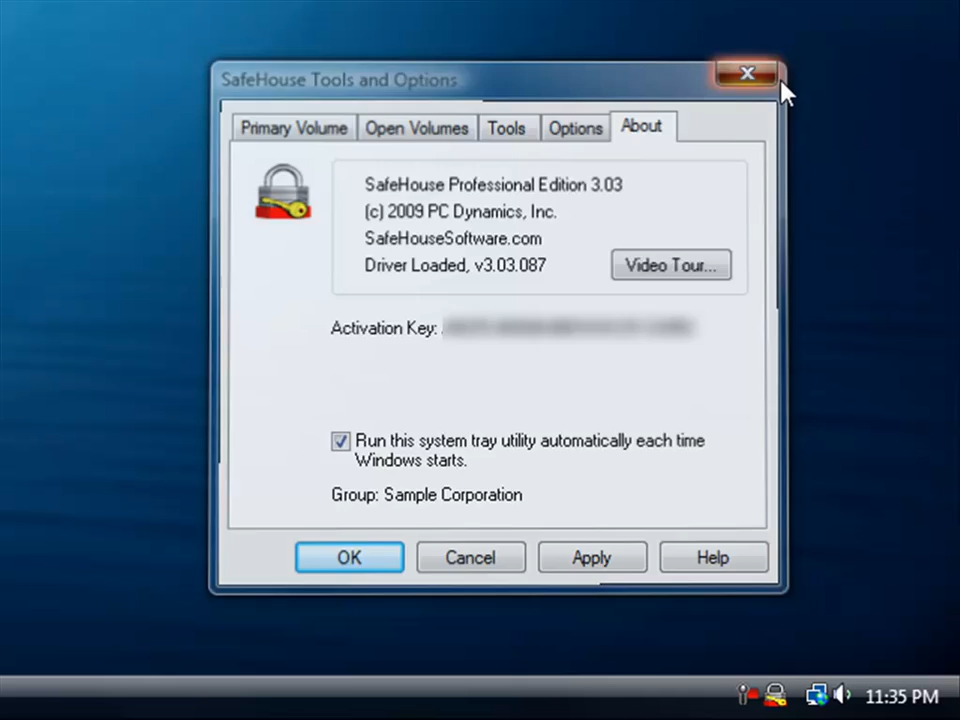 SafeHouse Tools and Options
Primary Volume
Open Volumes
Tools
Options
About
SafeHouse Professional Edition 3.03
(c) 2009 PC Dynamics, Inc.
SafeHouseSoftware.com
Driver Loaded, v3.03.087
Video Tour...
Activation Key:
Run this system tray utility automatically each time
Windows starts.
Group: Sample Corporation
OK
Cancel
Apply
Help
11:35 PM